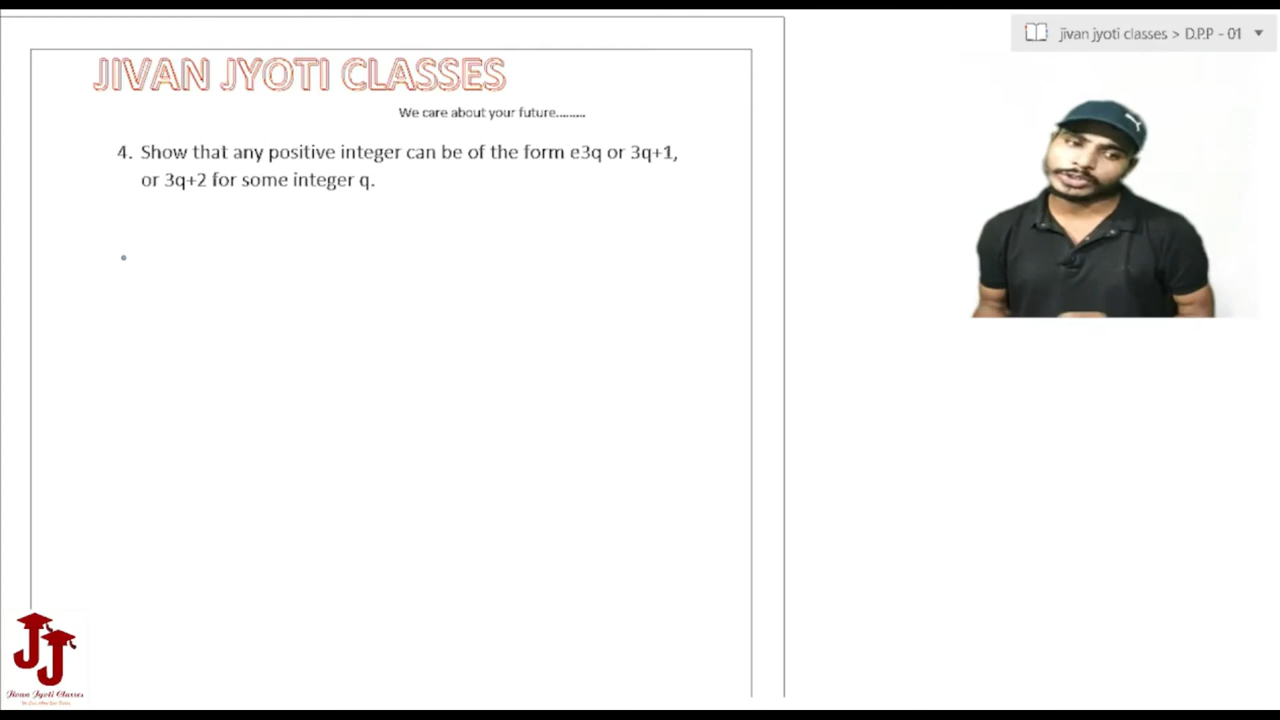 jivan jyoti classes > D.P.P - 01
JIVAN JYOTI CLASSES
We care about your future.........
4. Show that any positive integer can be of the form e3q or 3q+1,
or 3q+2 for some integer q.
JJ
Jivan Jyoti Classes